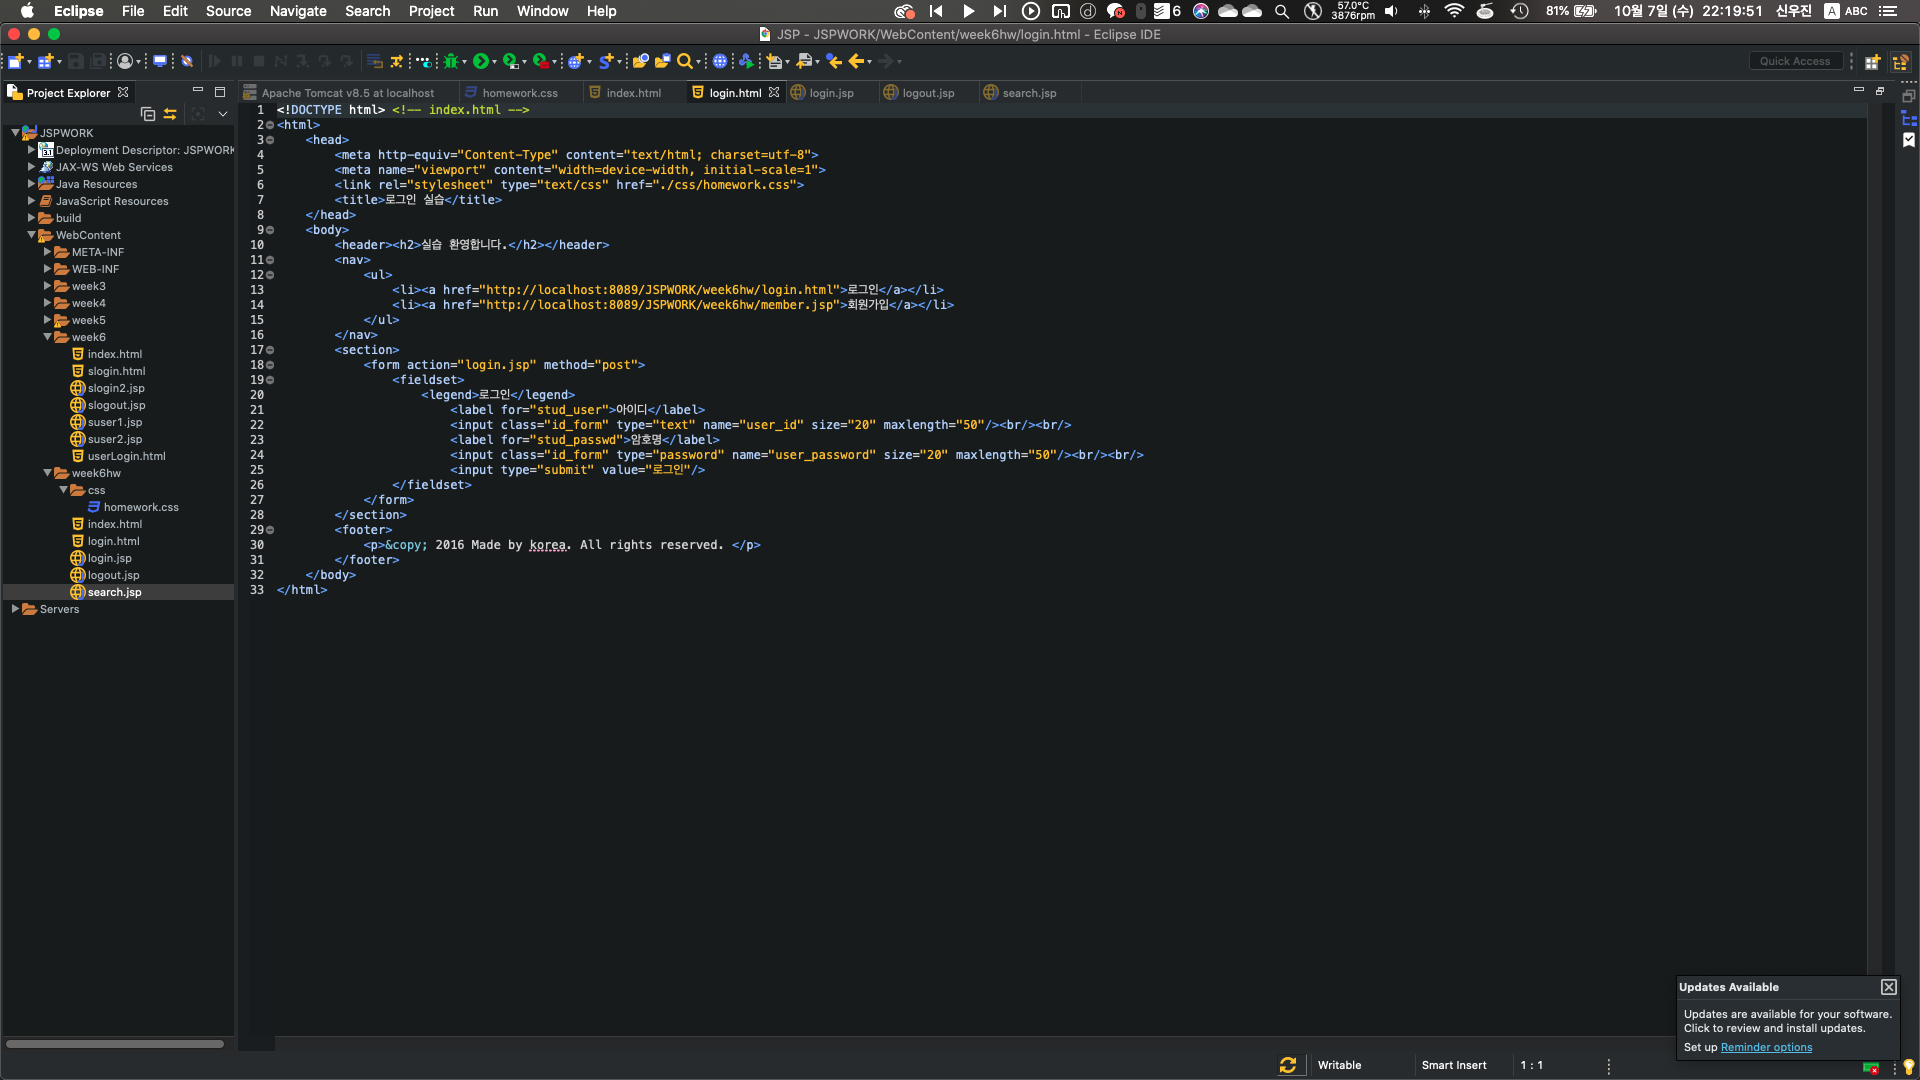 Eclipse File Edit Source Navigate Search Project Run Window Help
6
57.0°C
3876rpm
81%
10월 7일 (수) 22:19:51 신우진 A ABC
JSP - JSPWORK/WebContent/week6hw/login.html - Eclipse IDE
Quick Access
Project Explorer
Apache Tomcat v8.5 at localhost
homework.css
index.html
login.html
login.jsp
logout.jsp
search.jsp
JSPWORK
Deployment Descriptor: JSPWORK
JAX-WS Web Services
Java Resources
JavaScript Resources
build
WebContent
META-INF
WEB-INF
week3
week4
week5
week6
index.html
slogin.html
slogin2.jsp
slogout.jsp
suser1.jsp
suser2.jsp
userLogin.html
week6hw
css
homework.css
index.html
login.html
login.jsp
logout.jsp
search.jsp
Servers
1 <!DOCTYPE html> <!-- index.html -->
2 <html>
3 <head>
4 <meta http-equiv="Content-Type" content="text/html; charset=utf-8">
5 <meta name="viewport" content="width=device-width, initial-scale=1">
6 <link rel="stylesheet" type="text/css" href="./css/homework.css">
7 <title>로그인 실습</title>
8 </head>
9 <body>
10 <header><h2>실습 환영합니다.</h2></header>
11 <nav>
12 <ul>
13 <li><a href="http://localhost:8089/JSPWORK/week6hw/login.html">로그인</a></li>
14 <li><a href="http://localhost:8089/JSPWORK/week6hw/member.jsp">회원가입</a></li>
15 </ul>
16 </nav>
17 <section>
18 <form action="login.jsp" method="post">
19 <fieldset>
20 <legend>로그인</legend>
21 <label for="stud_user">아이디</label>
22 <input class="id_form" type="text" name="user_id" size="20" maxlength="50"/><br/><br/>
23 <label for="stud_passwd">암호명</label>
24 <input class="id_form" type="password" name="user_password" size="20" maxlength="50"/><br/><br/>
25 <input type="submit" value="로그인"/>
26 </fieldset>
27 </form>
28 </section>
29 <footer>
30 <p>&copy; 2016 Made by korea. All rights reserved. </p>
31 </footer>
32 </body>
33 </html>
Updates Available
Updates are available for your software.
Click to review and install updates.
Set up Reminder options
Writable
Smart Insert
1 : 1